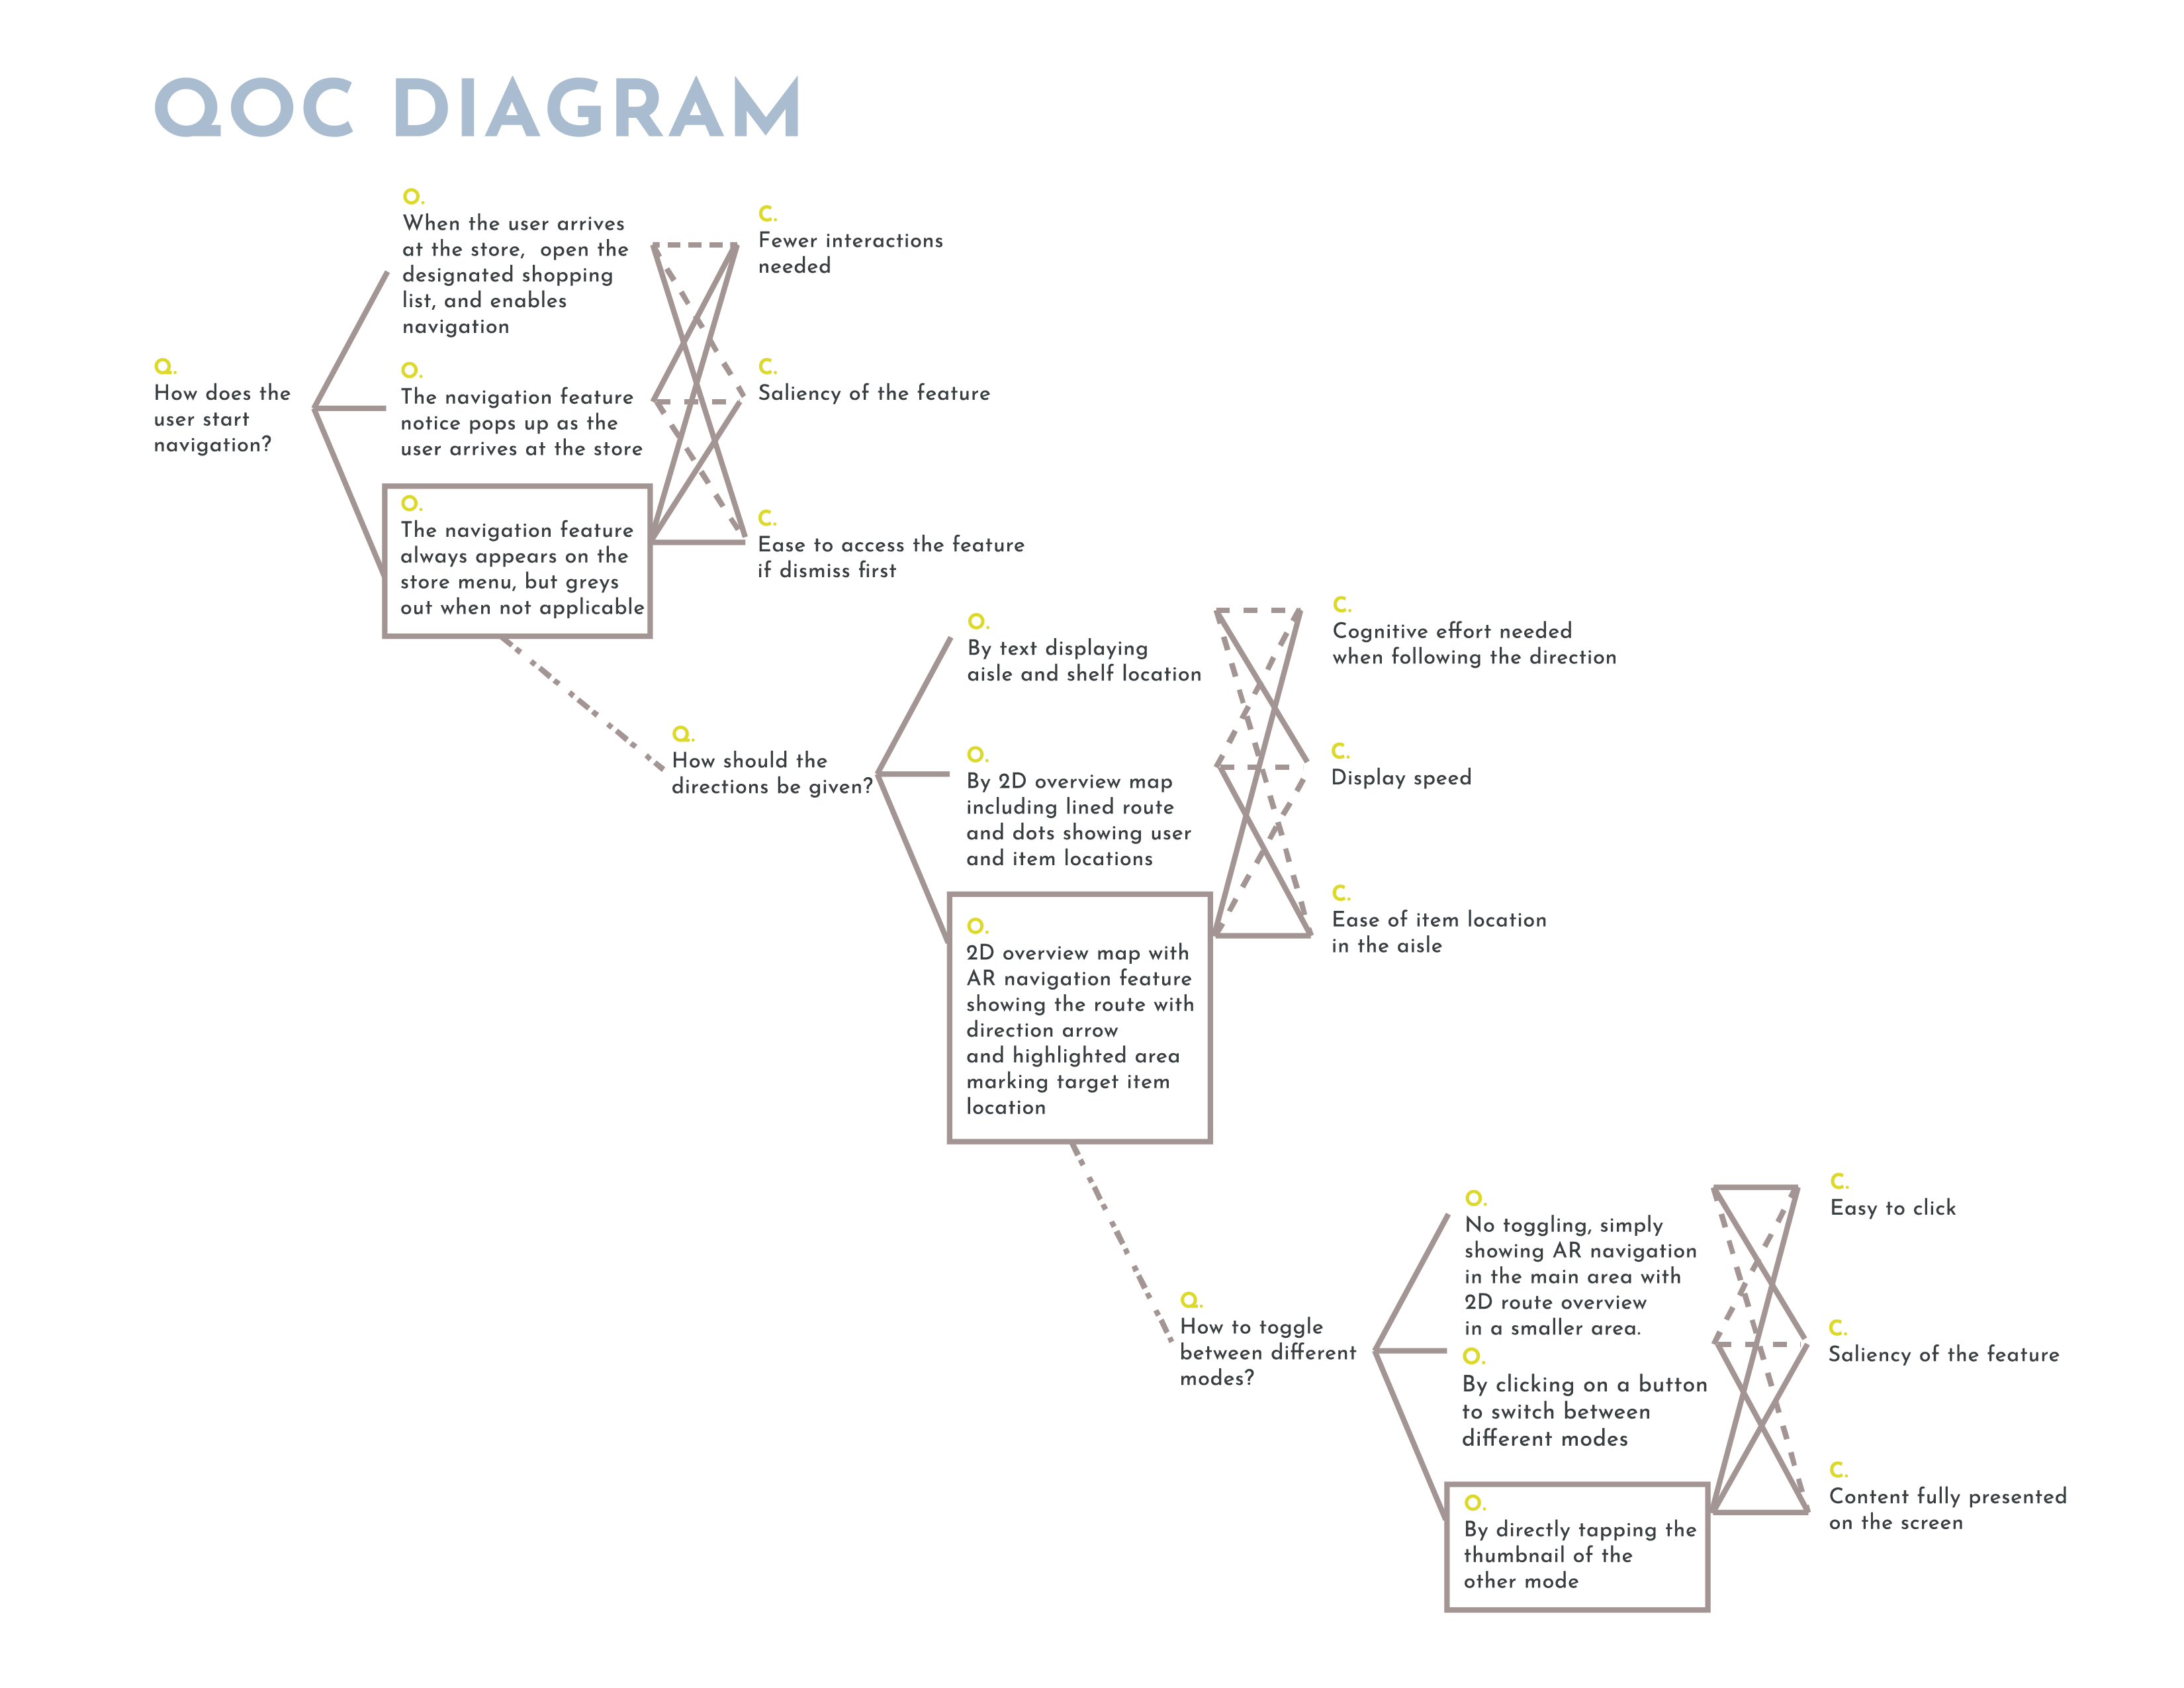 QOC DIAGRAM
Q.
How does the
user start
navigation?
O.
When the user arrives
at the store, open the
designated shopping
list, and enables
navigation
O.
The navigation feature
notice pops up as the
user arrives at the store
O.
The navigation feature
always appears on the
store menu, but greys
out when not applicable
C.
Fewer interactions
needed
C.
Saliency of the feature
C.
Ease to access the feature
if dismiss first
Q.
How should the
directions be given?
O.
By text displaying
aisle and shelf location
O.
By 2D overview map
including lined route
and dots showing user
and item locations
O.
2D overview map with
AR navigation feature
showing the route with
direction arrow
and highlighted area
marking target item
location
C.
Cognitive effort needed
when following the direction
C.
Display speed
C.
Ease of item location
in the aisle
Q.
How to toggle
between different
modes?
O.
No toggling, simply
showing AR navigation
in the main area with
2D route overview
in a smaller area.
O.
By clicking on a button
to switch between
different modes
O.
By directly tapping the
thumbnail of the
other mode
C.
Easy to click
C.
Saliency of the feature
C.
Content fully presented
on the screen